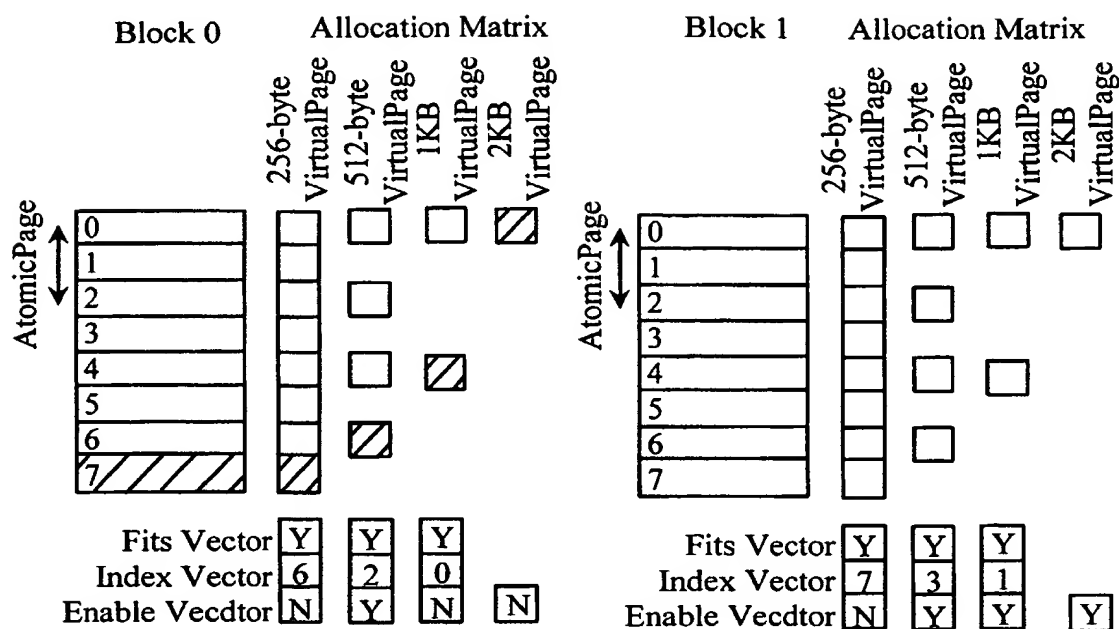 Block 0
Allocation Matrix
256-byte
VirtualPage
512-byte
VirtualPage
1KB
VirtualPage
2KB
VirtualPage
AtomicPage
0
1
2
3
4
5
6
7
Fits Vector Y Y Y
Index Vector 6 2 0
Enable Vecdtor N Y N N
Block 1
Allocation Matrix
256-byte
VirtualPage
512-byte
VirtualPage
1KB
VirtualPage
2KB
VirtualPage
AtomicPage
0
1
2
3
4
5
6
7
Fits Vector Y Y Y
Index Vector 7 3 1
Enable Vecdtor N Y Y Y